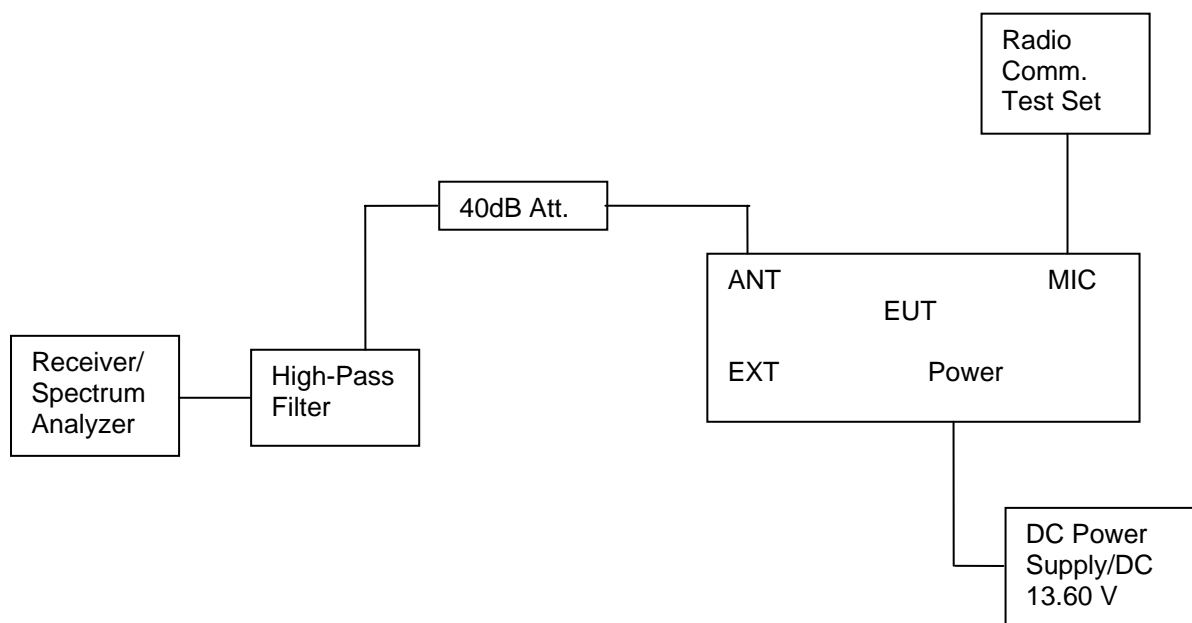 Radio
Comm.
Test Set
40dB Att.
ANT
MIC
EUT
EXT
Power
Receiver/
Spectrum
Analyzer
High-Pass
Filter
DC Power
Supply/DC
13.60 V